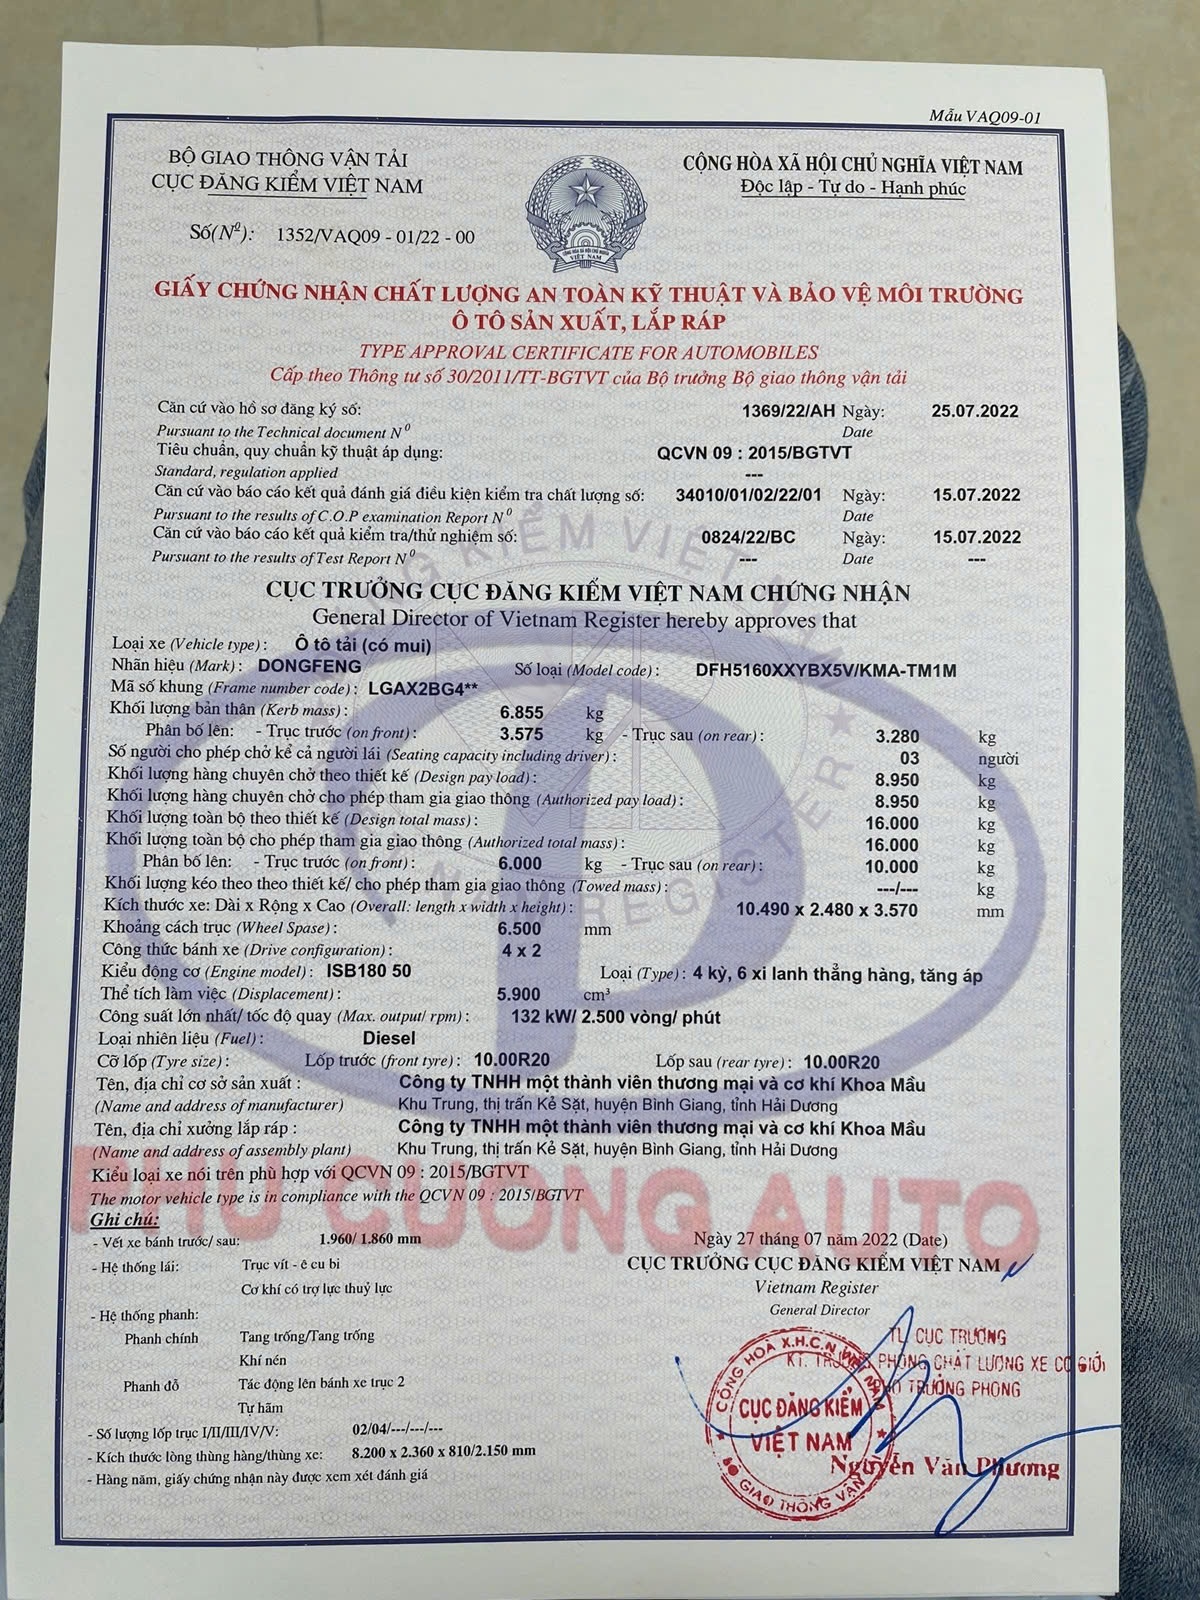 Mẫu VAQ09-01
BỘ GIAO THÔNG VẬN TẢI
CỤC ĐĂNG KIỂM VIỆT NAM
CỘNG HÒA XÃ HỘI CHỦ NGHĨA VIỆT NAM
Độc lập - Tự do - Hạnh phúc
Số(Nº): 1352/VAQ09 - 01/22 - 00
GIẤY CHỨNG NHẬN CHẤT LƯỢNG AN TOÀN KỸ THUẬT VÀ BẢO VỆ MÔI TRƯỜNG
Ô TÔ SẢN XUẤT, LẮP RÁP
TYPE APPROVAL CERTIFICATE FOR AUTOMOBILES
Cấp theo Thông tư số 30/2011/TT-BGTVT của Bộ trưởng Bộ giao thông vận tải
Căn cứ vào hồ sơ đăng ký số: 1369/22/AH Ngày: 25.07.2022
Pursuant to the Technical document N⁰ Date
Tiêu chuẩn, quy chuẩn kỹ thuật áp dụng: QCVN 09 : 2015/BGTVT
Standard, regulation applied ---
Căn cứ vào báo cáo kết quả đánh giá điều kiện kiểm tra chất lượng số: 34010/01/02/22/01 Ngày: 15.07.2022
Pursuant to the results of C.O.P examination Report N⁰ Date
Căn cứ vào báo cáo kết quả kiểm tra/thử nghiệm số: 0824/22/BC Ngày: 15.07.2022
Pursuant to the results of Test Report N⁰ --- Date ---
CỤC TRƯỞNG CỤC ĐĂNG KIỂM VIỆT NAM CHỨNG NHẬN
General Director of Vietnam Register hereby approves that
Loại xe (Vehicle type) : Ô tô tải (có mui)
Nhãn hiệu (Mark) : DONGFENG Số loại (Model code) : DFH5160XXYBX5V/KMA-TM1M
Mã số khung (Frame number code) : LGAX2BG4**
Khối lượng bản thân (Kerb mass) : 6.855 kg
Phân bố lên: - Trục trước (on front) : 3.575 kg - Trục sau (on rear) : 3.280 kg
Số người cho phép chở kể cả người lái (Seating capacity including driver) : 03 người
Khối lượng hàng chuyên chở theo thiết kế (Design pay load) : 8.950 kg
Khối lượng hàng chuyên chở cho phép tham gia giao thông (Authorized pay load) : 8.950 kg
Khối lượng toàn bộ theo thiết kế (Design total mass) : 16.000 kg
Khối lượng toàn bộ cho phép tham gia giao thông (Authorized total mass) : 16.000 kg
Phân bố lên: - Trục trước (on front) : 6.000 kg - Trục sau (on rear) : 10.000 kg
Khối lượng kéo theo theo thiết kế/ cho phép tham gia giao thông (Towed mass) : ---/--- kg
Kích thước xe: Dài x Rộng x Cao (Overall: length x width x height) : 10.490 x 2.480 x 3.570 mm
Khoảng cách trục (Wheel Spase) : 6.500 mm
Công thức bánh xe (Drive configuration) : 4 x 2
Kiểu động cơ (Engine model) : ISB180 50 Loại (Type) : 4 kỳ, 6 xi lanh thẳng hàng, tăng áp
Thể tích làm việc (Displacement) : 5.900 cm³
Công suất lớn nhất/ tốc độ quay (Max. output/ rpm) : 132 kW/ 2.500 vòng/ phút
Loại nhiên liệu (Fuel) : Diesel
Cỡ lốp (Tyre size) : Lốp trước (front tyre) : 10.00R20 Lốp sau (rear tyre) : 10.00R20
Tên, địa chỉ cơ sở sản xuất : Công ty TNHH một thành viên thương mại và cơ khí Khoa Mầu
(Name and address of manufacturer) Khu Trung, thị trấn Kẻ Sặt, huyện Bình Giang, tỉnh Hải Dương
Tên, địa chỉ xưởng lắp ráp : Công ty TNHH một thành viên thương mại và cơ khí Khoa Mầu
(Name and address of assembly plant) Khu Trung, thị trấn Kẻ Sặt, huyện Bình Giang, tỉnh Hải Dương
Kiểu loại xe nói trên phù hợp với QCVN 09 : 2015/BGTVT
The motor vehicle type is in compliance with the QCVN 09 : 2015/BGTVT
PHU CUONG AUTO
Ghi chú:
- Vết xe bánh trước/ sau: 1.960/ 1.860 mm
- Hệ thống lái: Trục vít - ê cu bi
Cơ khí có trợ lực thuỷ lực
- Hệ thống phanh:
Phanh chính Tang trống/Tang trống
Khí nén
Phanh đỗ Tác động lên bánh xe trục 2
Tự hãm
- Số lượng lốp trục I/II/III/IV/V: 02/04/---/---/---
- Kích thước lòng thùng hàng/thùng xe: 8.200 x 2.360 x 810/2.150 mm
- Hàng năm, giấy chứng nhận này được xem xét đánh giá
Ngày 27 tháng 07 năm 2022 (Date)
CỤC TRƯỞNG CỤC ĐĂNG KIỂM VIỆT NAM
Vietnam Register
General Director
TL. CỤC TRƯỞNG
KT. TRƯỞNG PHÒNG CHẤT LƯỢNG XE CƠ GIỚI
PHÓ TRƯỞNG PHÒNG
CỘNG HOÀ X.H.C.N VIỆT NAM
CỤC ĐĂNG KIỂM
VIỆT NAM
BỘ GIAO THÔNG VẬN TẢI
Nguyễn Văn Phương